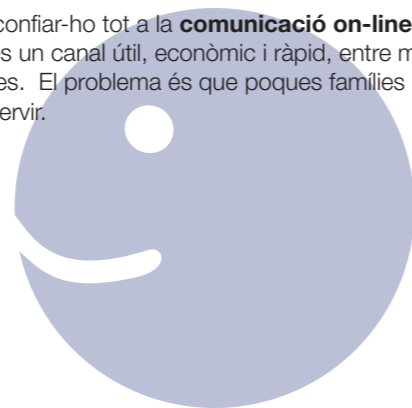 confiar-ho tot a la comunicació on-line
s un canal útil, econòmic i ràpid, entre m
es. El problema és que poques famílies
ervir.